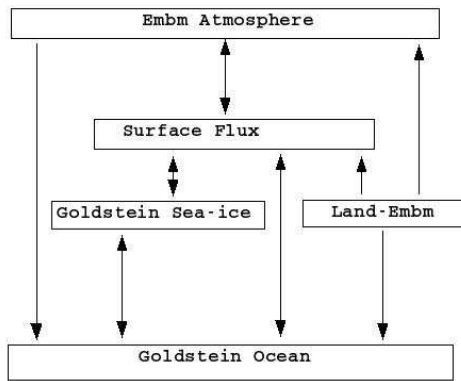 Embm Atmosphere
Surface Flux
Goldstein Sea-ice
Land-Embm
Goldstein Ocean